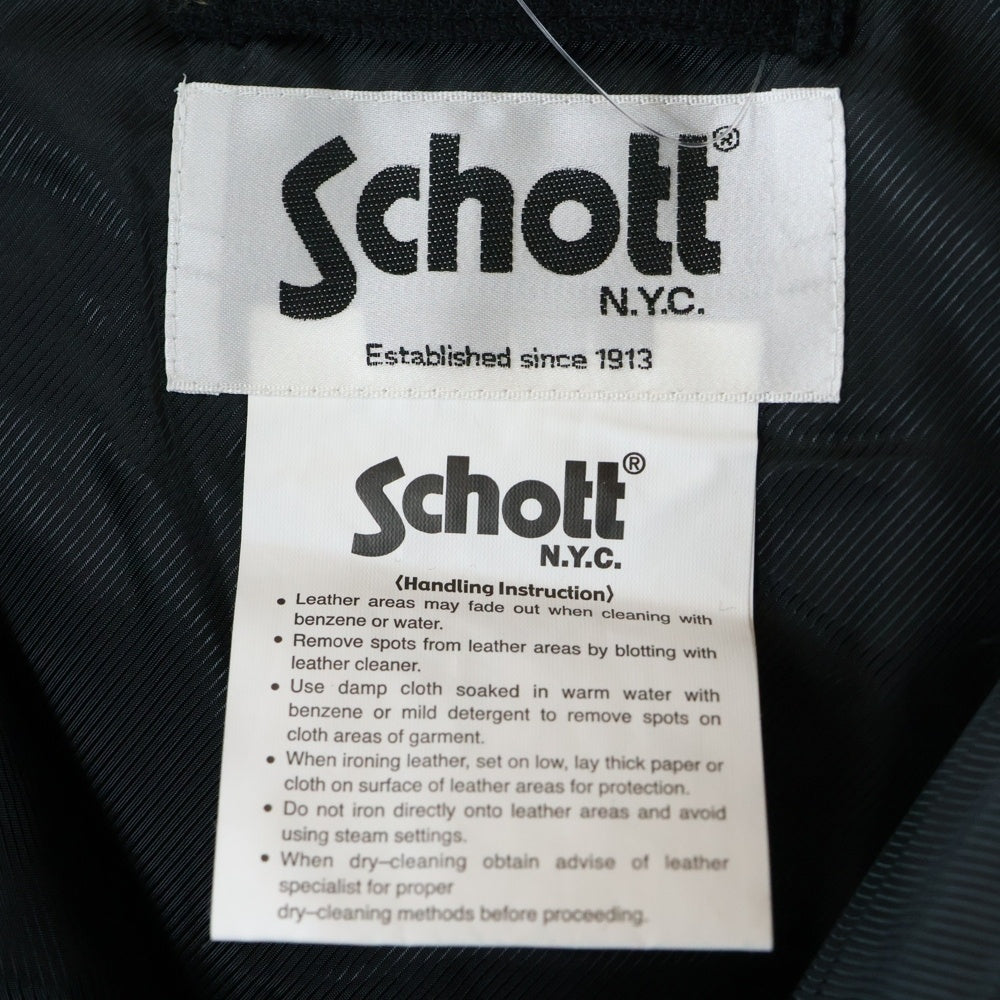 Schott®
N.Y.C.
Established since 1913
Schott®
N.Y.C.
⟨Handling Instruction⟩
• Leather areas may fade out when cleaning with
benzene or water.
• Remove spots from leather areas by blotting with
leather cleaner.
• Use damp cloth soaked in warm water with
benzene or mild detergent to remove spots on
cloth areas of garment.
• When ironing leather, set on low, lay thick paper or
cloth on surface of leather areas for protection.
• Do not iron directly onto leather areas and avoid
using steam settings.
• When dry–cleaning obtain advise of leather
specialist for proper
dry–cleaning methods before proceeding.